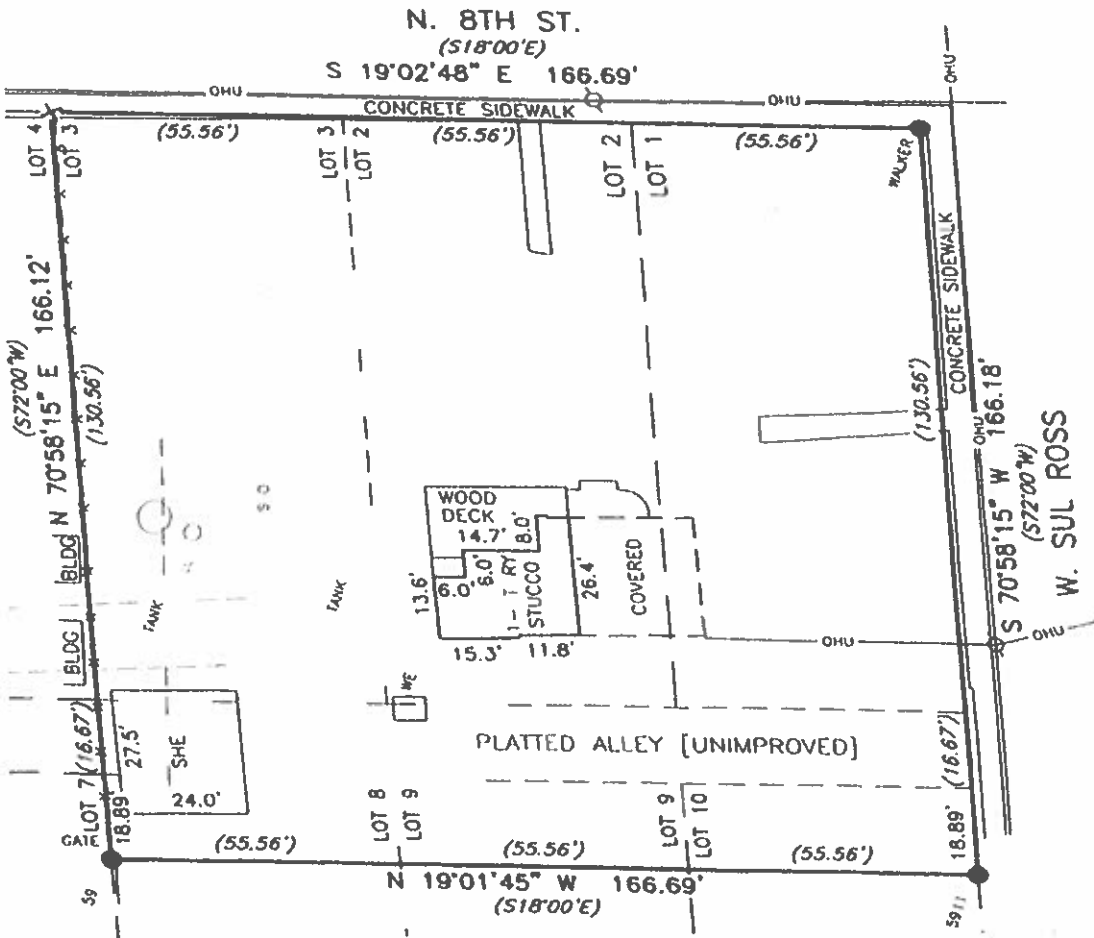 N. 8TH ST.
(S18°00'E)
S 19°02'48" E 166.69'
OHU
OHU
OHU
CONCRETE SIDEWALK
(55.56')
(55.56')
(55.56')
LOT 4
LOT 3
LOT 3
LOT 2
LOT 2
LOT 1
WALKER
CONCRETE SIDEWALK
(S72°00'W)
N 70°58'15" E 166.12'
(130.56')
(130.56')
OHU
S 70°58'15" W 166.18'
(S72°00'W)
W. SUL ROSS
WOOD
DECK
14.7'
8.0'
6.0'
6.0'
13.6'
STUCCO
26.4'
COVERED
15.3'
11.8'
OHU
OHU
BLDG
BLDG
TANK
TANK
WE
PLATTED ALLEY [UNIMPROVED]
(16.67')
(16.67')
27.5'
SHE
24.0'
LOT 7
18.89'
GATE
LOT 8
LOT 9
LOT 9
LOT 10
18.89'
(55.56')
(55.56')
(55.56')
N 19°01'45" W 166.69'
(S18°00'E)
59
59